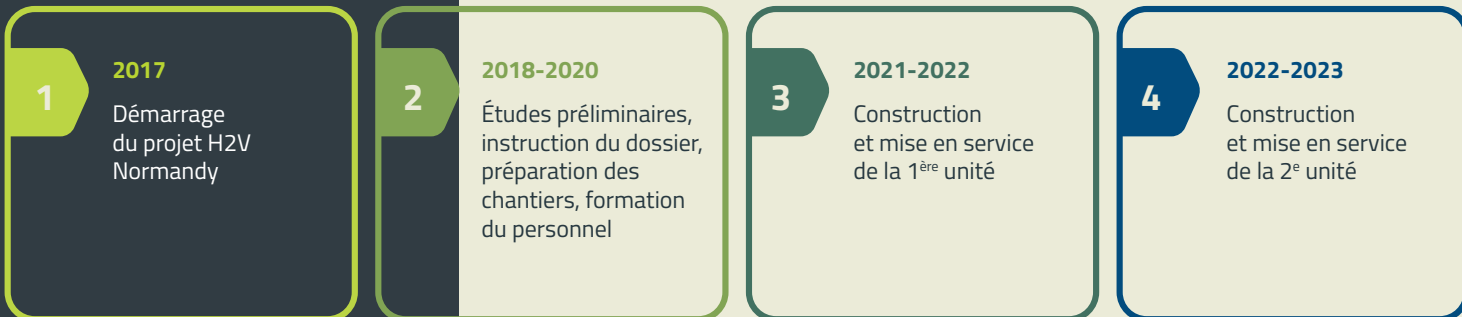 1
2017
Démarrage
du projet H2V
Normandy
2
2018-2020
Études préliminaires,
instruction du dossier,
préparation des
chantiers, formation
du personnel
3
2021-2022
Construction
et mise en service
de la 1ère unité
4
2022-2023
Construction
et mise en service
de la 2e unité